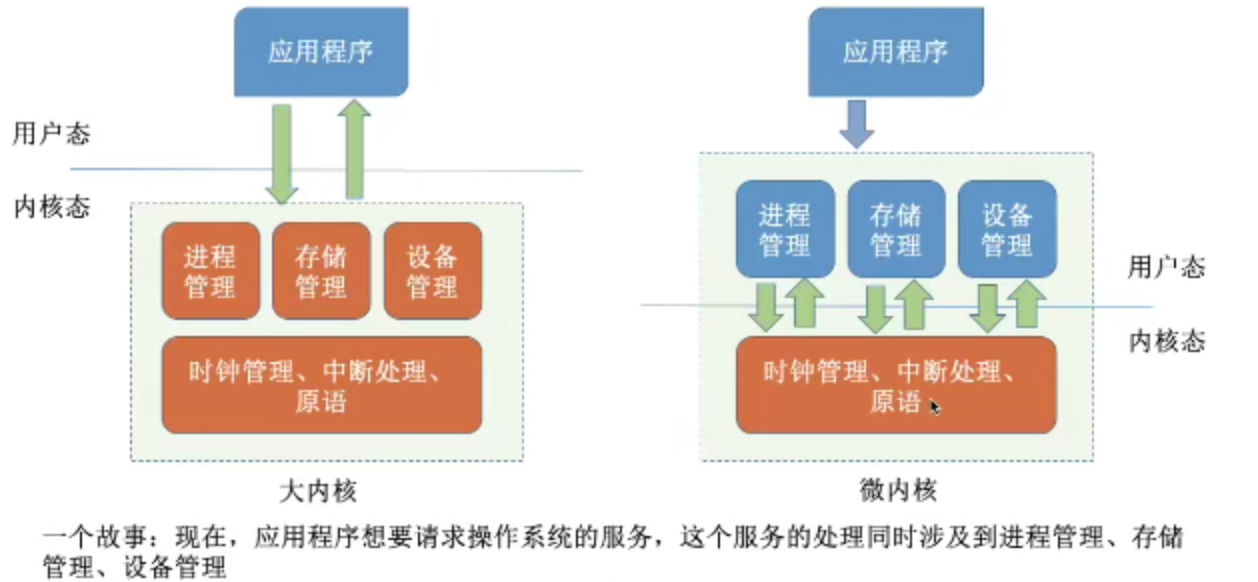 应用程序
用户态
内核态
进程
管理
存储
管理
设备
管理
时钟管理、中断处理、
原语
大内核
应用程序
进程
管理
存储
管理
设备
管理
用户态
内核态
时钟管理、中断处理、
原语
微内核
一个故事：现在，应用程序想要请求操作系统的服务，这个服务的处理同时涉及到进程管理、存储
管理、设备管理